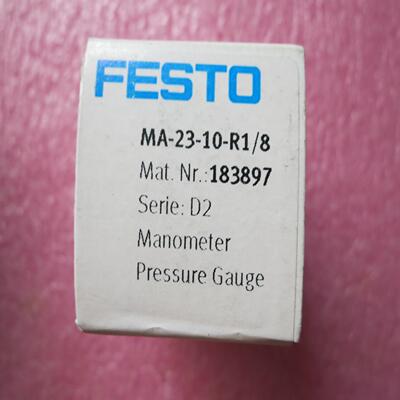 FESTO
MA-23-10-R1/8
Mat. Nr.:183897
Serie: D2
Manometer
Pressure Gauge